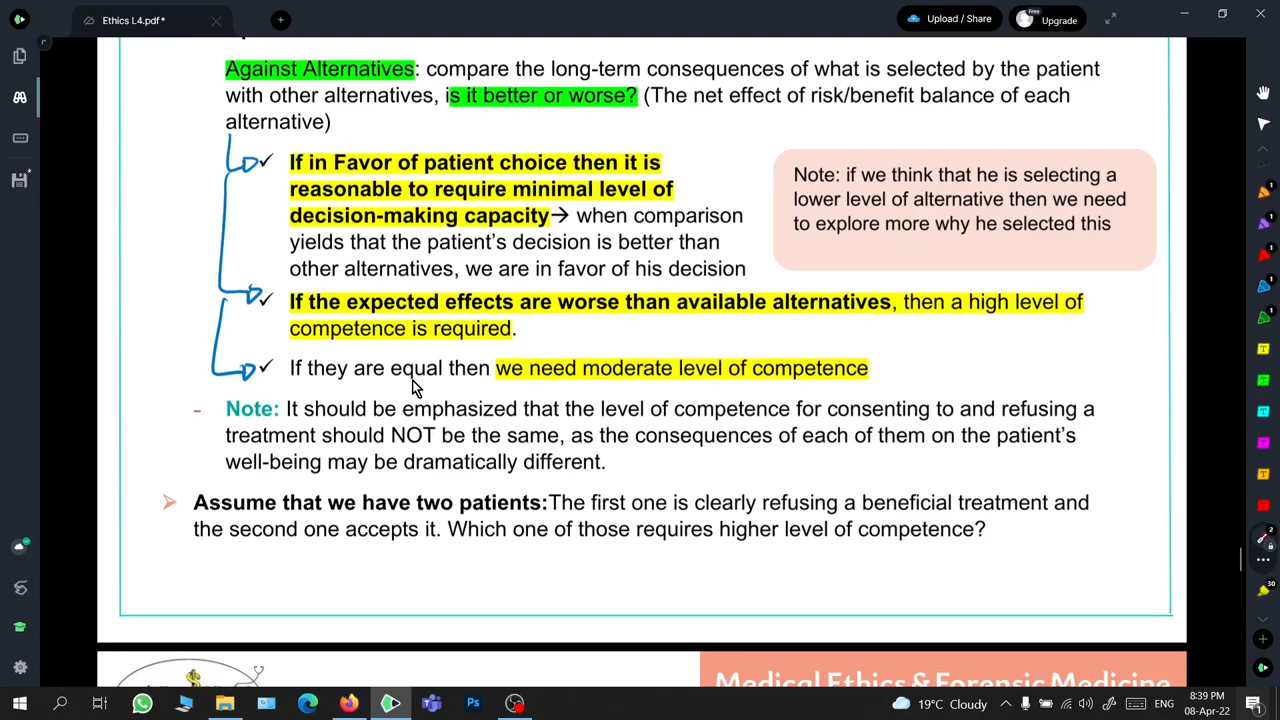 Ethics L4.pdf*
Upload / Share
Free
Upgrade
Against Alternatives: compare the long-term consequences of what is selected by the patient
with other alternatives, is it better or worse? (The net effect of risk/benefit balance of each
alternative)
✓ If in Favor of patient choice then it is
reasonable to require minimal level of
decision-making capacity→ when comparison
yields that the patient's decision is better than
other alternatives, we are in favor of his decision
Note: if we think that he is selecting a
lower level of alternative then we need
to explore more why he selected this
✓ If the expected effects are worse than available alternatives, then a high level of
competence is required.
✓ If they are equal then we need moderate level of competence
- Note: It should be emphasized that the level of competence for consenting to and refusing a
treatment should NOT be the same, as the consequences of each of them on the patient's
well-being may be dramatically different.
➢ Assume that we have two patients:The first one is clearly refusing a beneficial treatment and
the second one accepts it. Which one of those requires higher level of competence?
Medical Ethics & Forensic Medicine
19°C Cloudy
ENG
8:39 PM
08-Apr-22